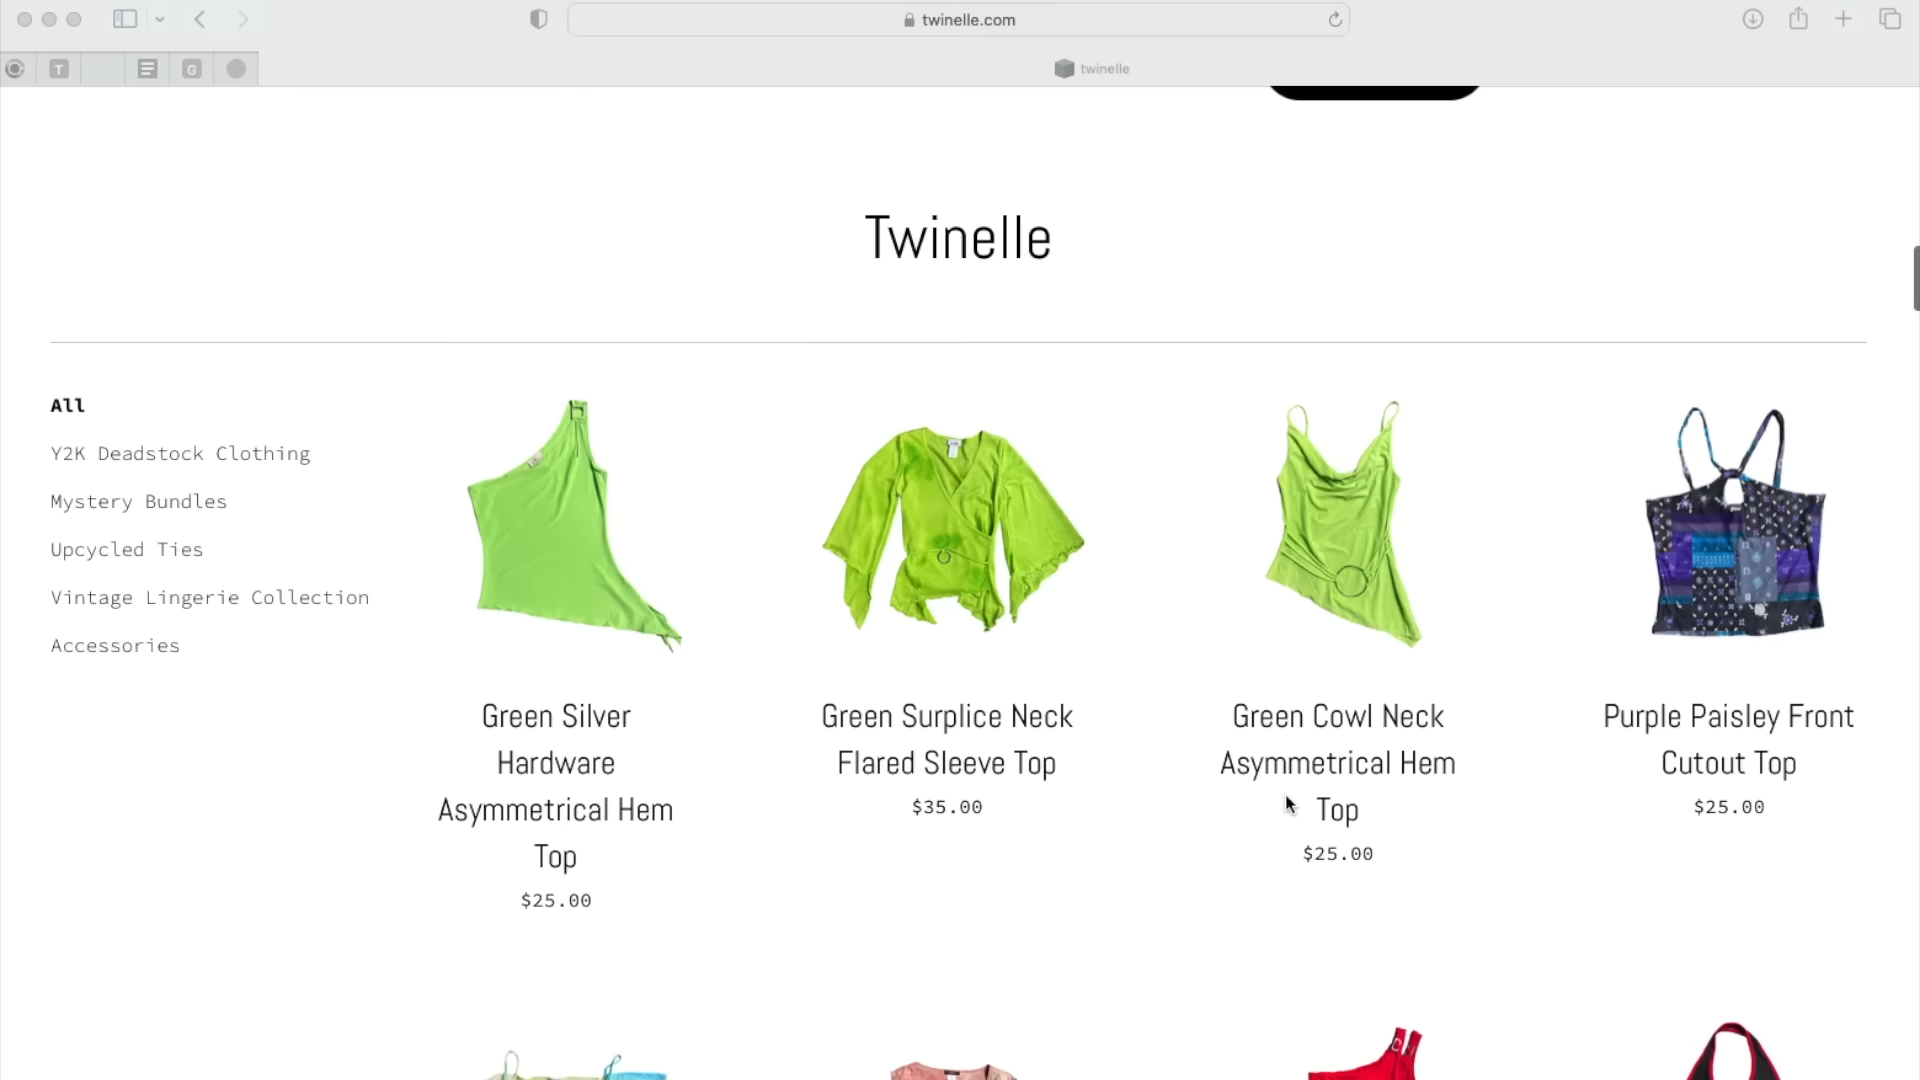 twinelle.com
T
G
twinelle
Twinelle
All
Y2K Deadstock Clothing
Mystery Bundles
Upcycled Ties
Vintage Lingerie Collection
Accessories
Green Silver
Hardware
Asymmetrical Hem
Top
$25.00
Green Surplice Neck
Flared Sleeve Top
$35.00
Green Cowl Neck
Asymmetrical Hem
Top
$25.00
Purple Paisley Front
Cutout Top
$25.00